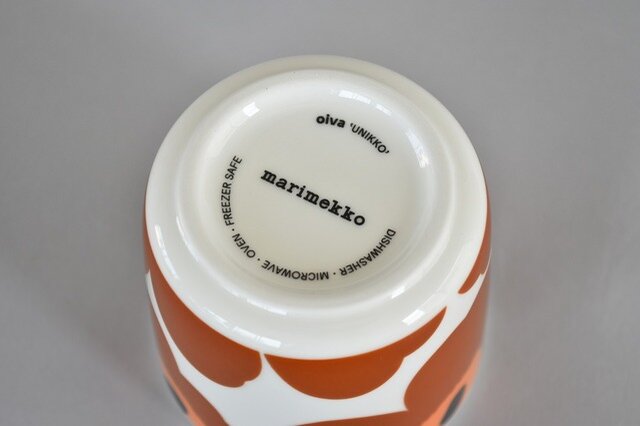 oiva 'UNIKKO'
marimekko
DISHWASHER · MICROWAVE · OVEN · FREEZER SAFE